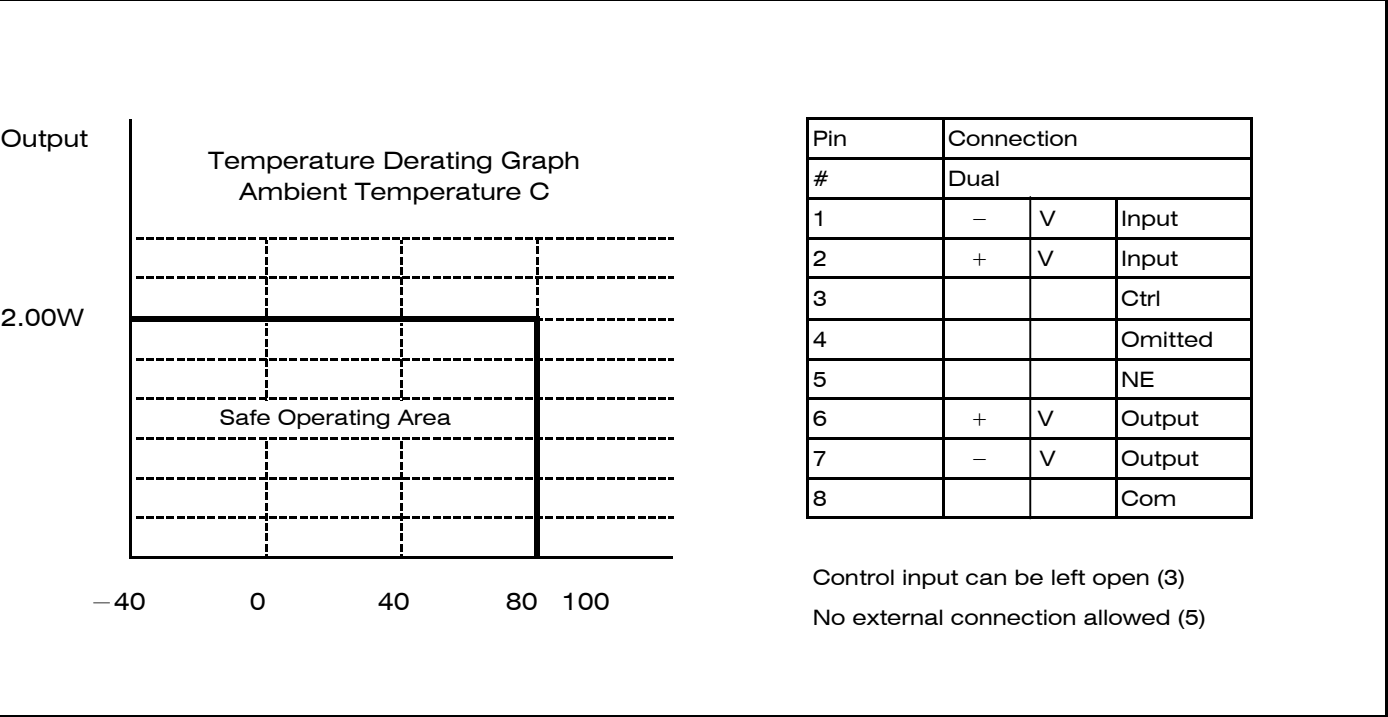 Output
Temperature Derating Graph
Ambient Temperature C
2.00W
Safe Operating Area
−40 0 40 80 100
Pin Connection
# Dual
1 − V Input
2 + V Input
3 Ctrl
4 Omitted
5 NE
6 + V Output
7 − V Output
8 Com
Control input can be left open (3)
No external connection allowed (5)